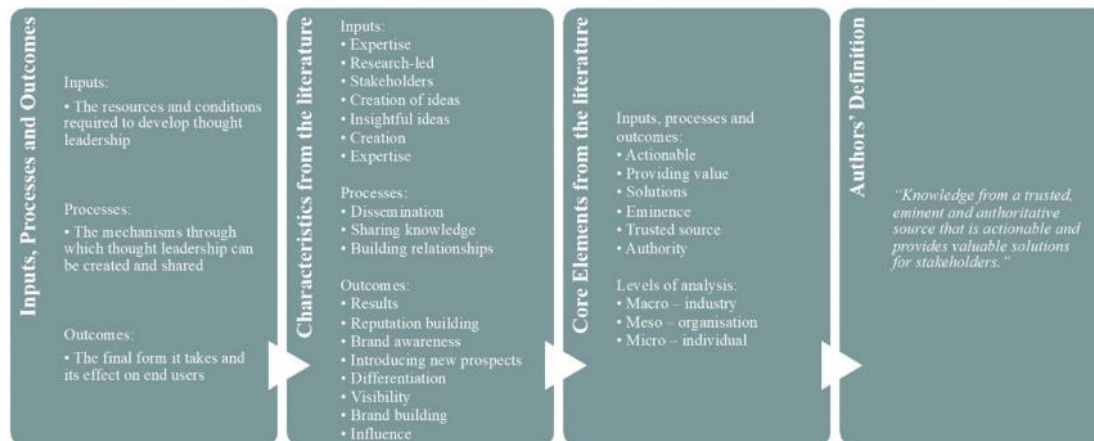 Inputs, Processes and Outcomes
Inputs:
• The resources and conditions
required to develop thought
leadership
Processes:
• The mechanisms through
which thought leadership can
be created and shared
Outcomes:
• The final form it takes and
its effect on end users
Characteristics from the literature
Inputs:
• Expertise
• Research-led
• Stakeholders
• Creation of ideas
• Insightful ideas
• Creation
• Expertise
Processes:
• Dissemination
• Sharing knowledge
• Building relationships
Outcomes:
• Results
• Reputation building
• Brand awareness
• Introducing new prospects
• Differentiation
• Visibility
• Brand building
• Influence
Core Elements from the literature
Inputs, processes and
outcomes:
• Actionable
• Providing value
• Solutions
• Eminence
• Trusted source
• Authority
Levels of analysis:
• Macro – industry
• Meso – organisation
• Micro – individual
Authors' Definition
“Knowledge from a trusted,
eminent and authoritative
source that is actionable and
provides valuable solutions
for stakeholders.”